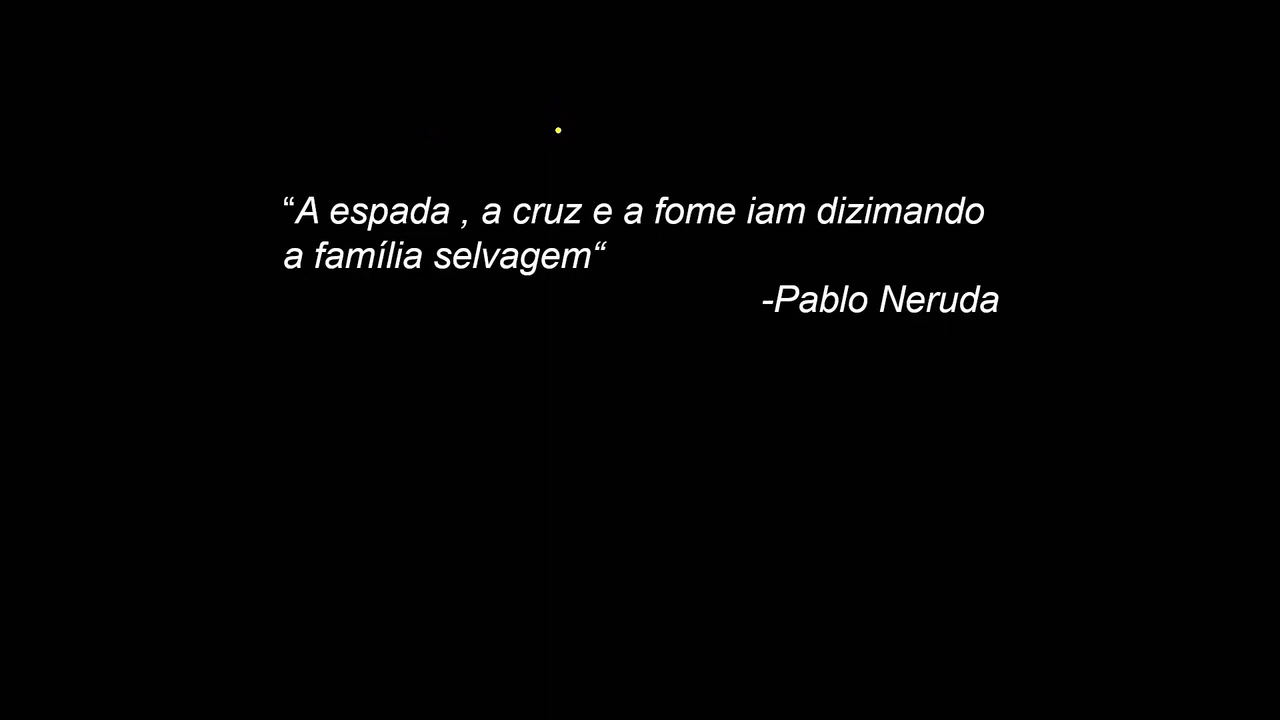 “A espada , a cruz e a fome iam dizimando
a família selvagem“
-Pablo Neruda